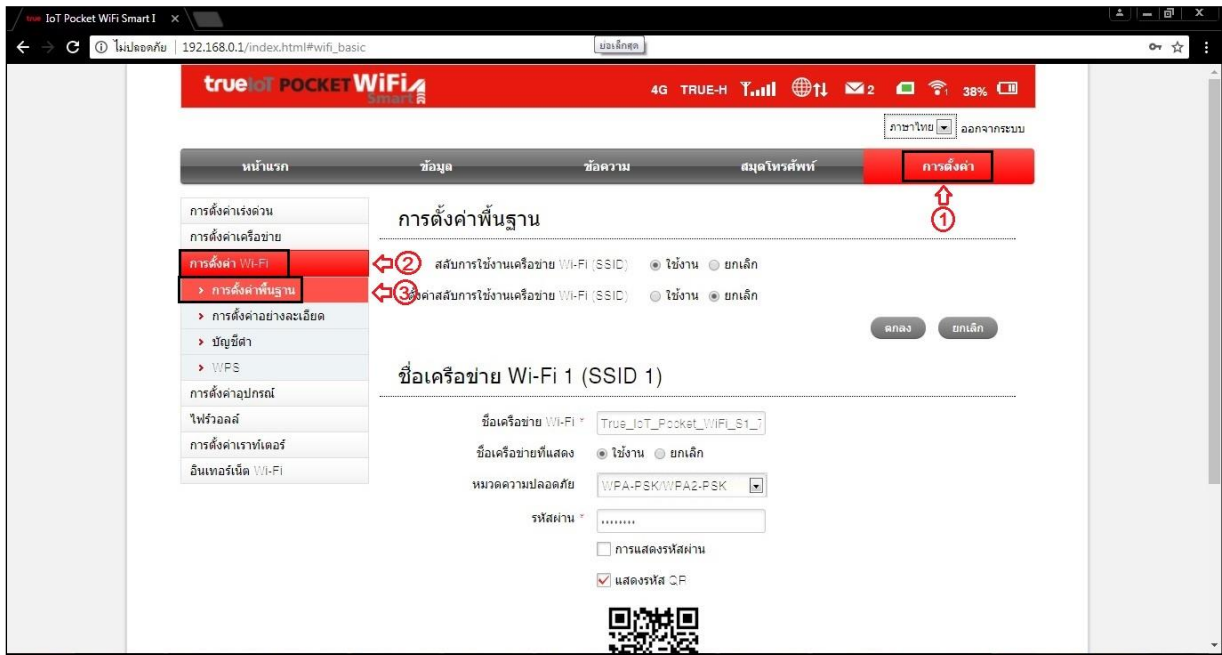 true IoT Pocket WiFi Smart I
ไม่ปลอดภัย 192.168.0.1/index.html#wifi_basic
ย่อเล็กสุด
true IoT POCKET WiFi Smart
4G TRUE-H 2 1 38%
ภาษาไทย ออกจากระบบ
หน้าแรก ข้อมูล ข้อความ สมุดโทรศัพท์ การตั้งค่า
1
การตั้งค่าเร่งด่วน
การตั้งค่าเครือข่าย
การตั้งค่า Wi-Fi
2
การตั้งค่าพื้นฐาน
3
การตั้งค่าอย่างละเอียด
บัญชีดำ
WPS
การตั้งค่าอุปกรณ์
ไฟร์วอลล์
การตั้งค่าเราท์เตอร์
อินเทอร์เน็ต Wi-Fi
การตั้งค่าพื้นฐาน
สลับการใช้งานเครือข่าย Wi-Fi (SSID) ใช้งาน ยกเลิก
ตั้งค่าสลับการใช้งานเครือข่าย Wi-Fi (SSID) ใช้งาน ยกเลิก
ตกลง ยกเลิก
ชื่อเครือข่าย Wi-Fi 1 (SSID 1)
ชื่อเครือข่าย Wi-Fi * True_IoT_Pocket_WiFi_S1_7
ชื่อเครือข่ายที่แสดง ใช้งาน ยกเลิก
หมวดความปลอดภัย WPA-PSK/WPA2-PSK
รหัสผ่าน * ........
การแสดงรหัสผ่าน
แสดงรหัส QR